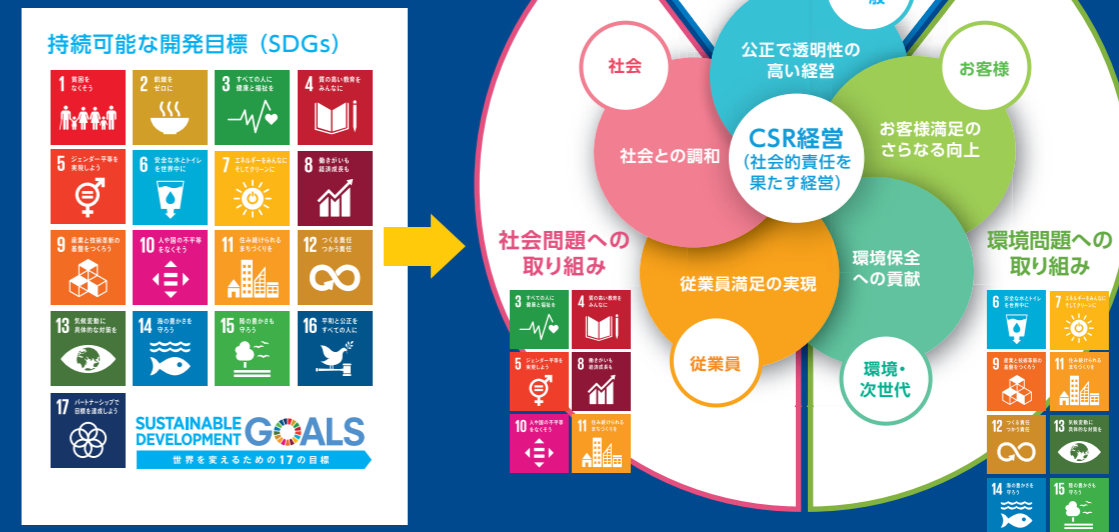 持続可能な開発目標（SDGs）
1 貧困を
なくそう
2 飢餓を
ゼロに
3 すべての人に
健康と福祉を
4 質の高い教育を
みんなに
5 ジェンダー平等を
実現しよう
6 安全な水とトイレ
を世界中に
7 エネルギーをみんなに
そしてクリーンに
8 働きがいも
経済成長も
9 産業と技術革新の
基盤をつくろう
10 人や国の不平等
をなくそう
11 住み続けられる
まちづくりを
12 つくる責任
つかう責任
13 気候変動に
具体的な対策を
14 海の豊かさを
守ろう
15 陸の豊かさも
守ろう
16 平和と公正を
すべての人に
17 パートナーシップで
目標を達成しよう
SUSTAINABLE
DEVELOPMENT GOALS
世界を変えるための17の目標
公正で透明性の
高い経営
社会
お客様
社会との調和
CSR経営
（社会的責任を
果たす経営）
お客様満足の
さらなる向上
従業員満足の実現
環境保全
への貢献
従業員
環境・
次世代
社会問題への
取り組み
3 すべての人に
健康と福祉を
4 質の高い教育を
みんなに
5 ジェンダー平等を
実現しよう
8 働きがいも
経済成長も
10 人や国の不平等
をなくそう
11 住み続けられる
まちづくりを
環境問題への
取り組み
6 安全な水とトイレ
を世界中に
7 エネルギーをみんなに
そしてクリーンに
9 産業と技術革新の
基盤をつくろう
11 住み続けられる
まちづくりを
12 つくる責任
つかう責任
13 気候変動に
具体的な対策を
14 海の豊かさを
守ろう
15 陸の豊かさも
守ろう